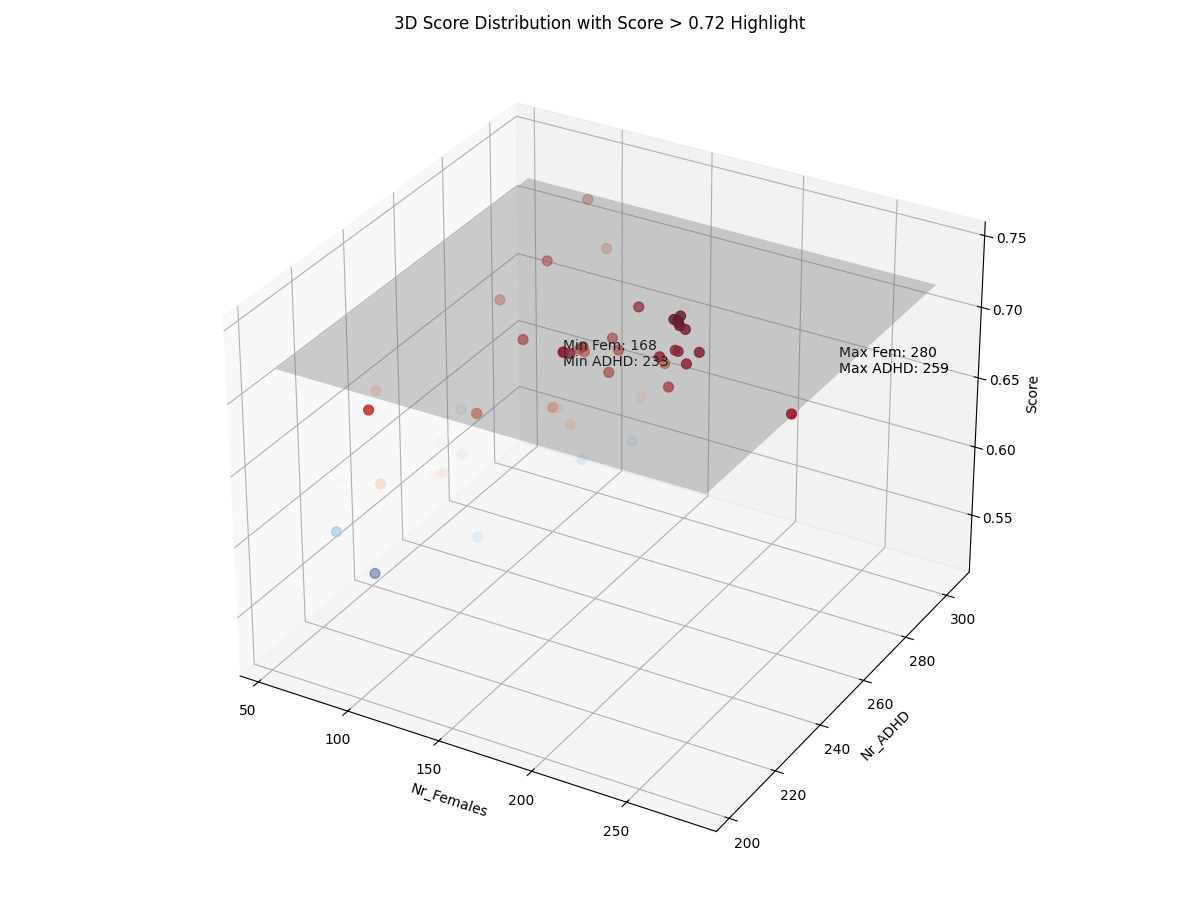 3D Score Distribution with Score > 0.72 Highlight
0.75
0.70
0.65
0.60
0.55
Score
Min Fem: 168
Min ADHD: 233
Max Fem: 280
Max ADHD: 259
300
280
260
240
220
200
Nr_ADHD
50
100
150
200
250
Nr_Females